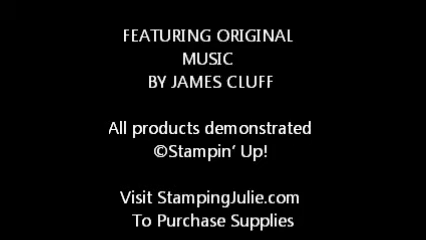 FEATURING ORIGINAL
MUSIC
BY JAMES CLUFF
All products demonstrated
©Stampin’ Up!
Visit StampingJulie.com
To Purchase Supplies